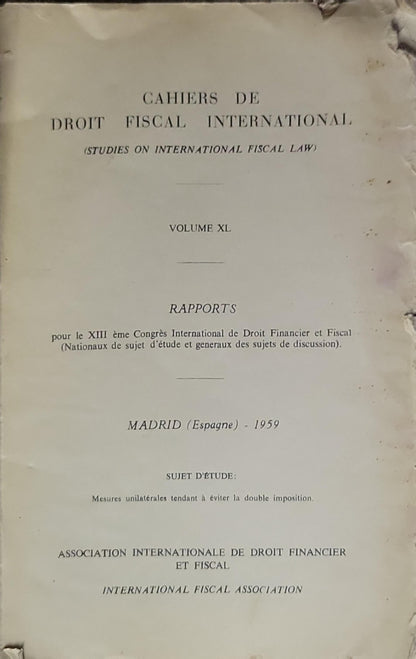 CAHIERS DE
DROIT FISCAL INTERNATIONAL
(STUDIES ON INTERNATIONAL FISCAL LAW)
VOLUME XL
RAPPORTS
pour le XIII ème Congrès International de Droit Financier et Fiscal
(Nationaux de sujet d'étude et generaux des sujets de discussion).
MADRID (Espagne) - 1959
SUJET D'ÉTUDE:
Mesures unilatérales tendant à éviter la double imposition.
ASSOCIATION INTERNATIONALE DE DROIT FINANCIER
ET FISCAL
INTERNATIONAL FISCAL ASSOCIATION